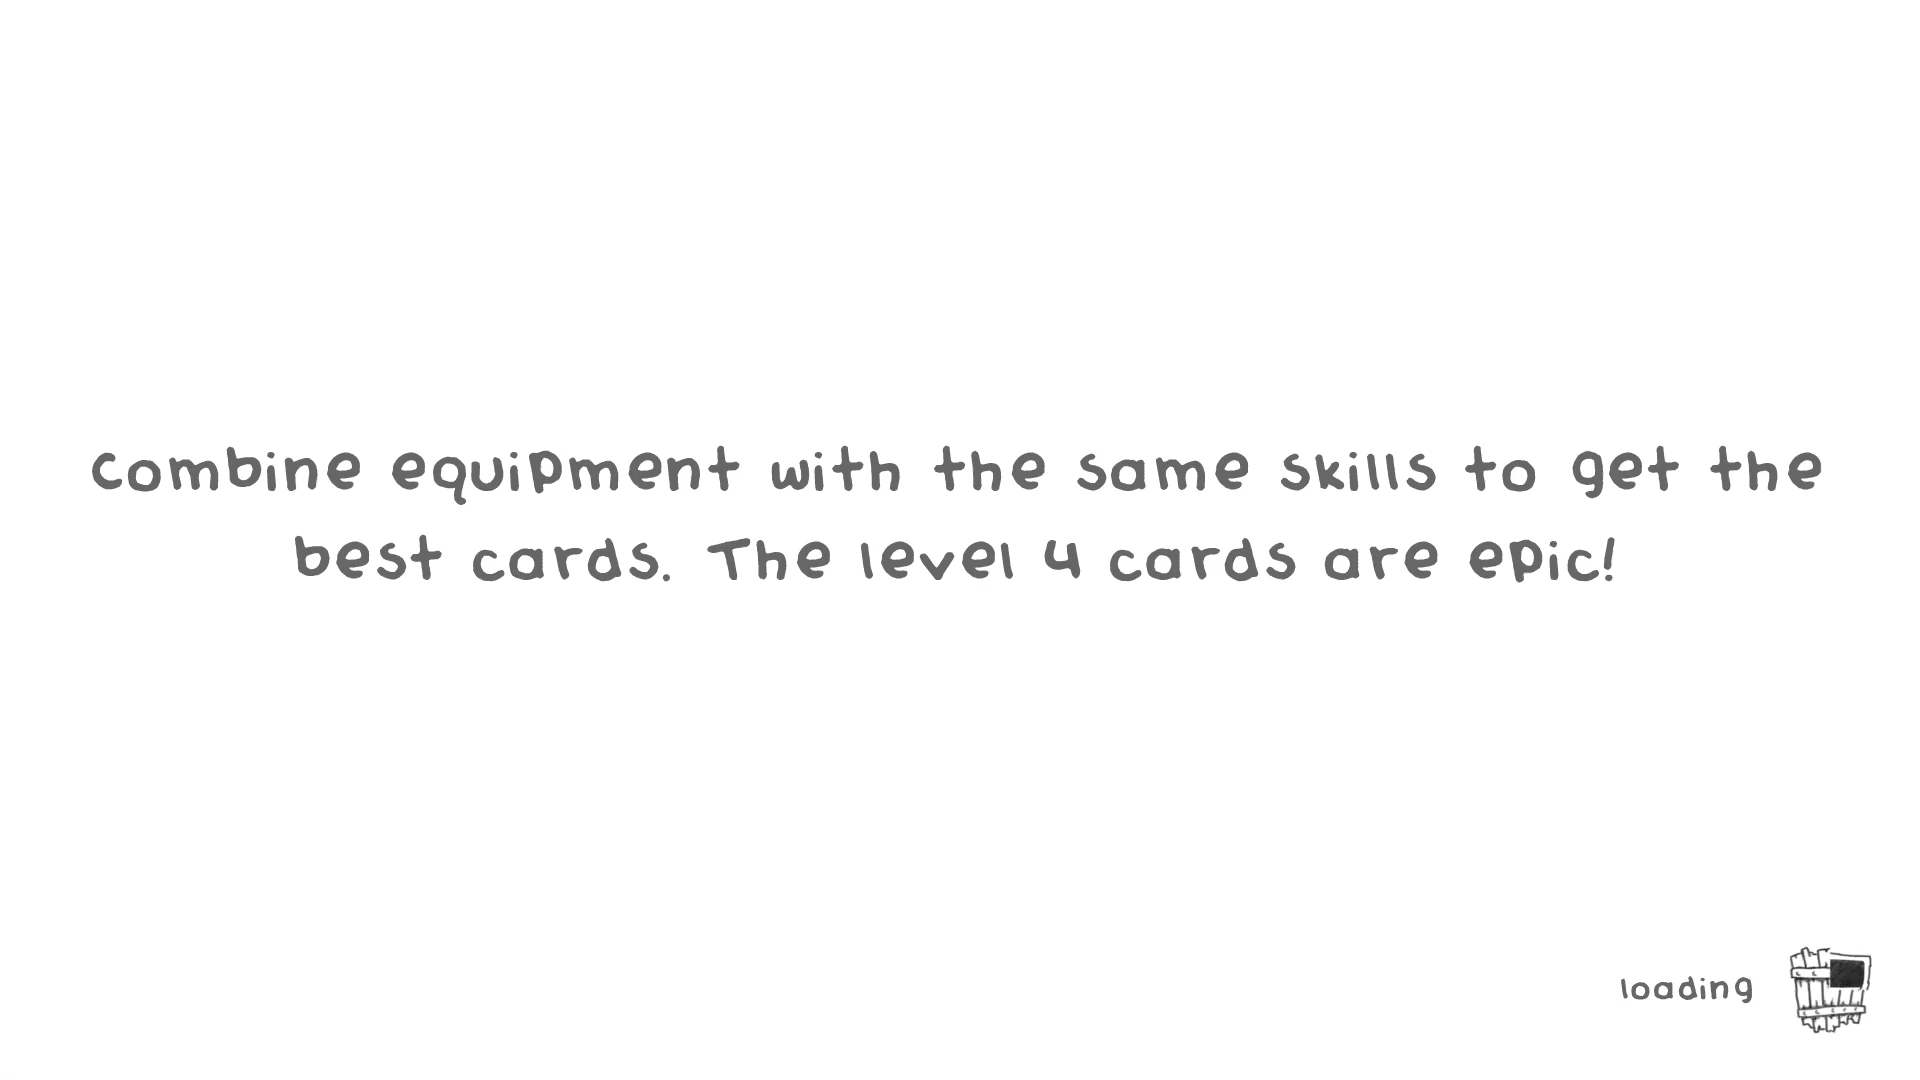 combine equipment with the same skills to get the
best cards. The level 4 cards are epic!
loading